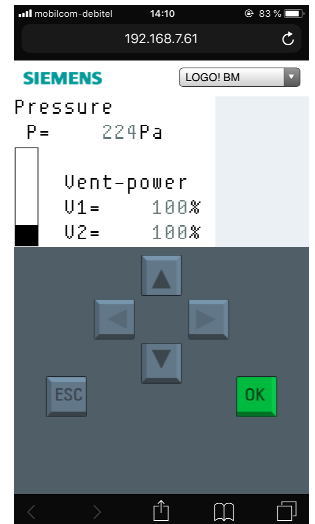 mobilcom-debitel 14:10 83 %
192.168.7.61
SIEMENS LOGO! BM
Pressure
P= 224Pa
Vent-power
V1= 100%
V2= 100%
ESC OK